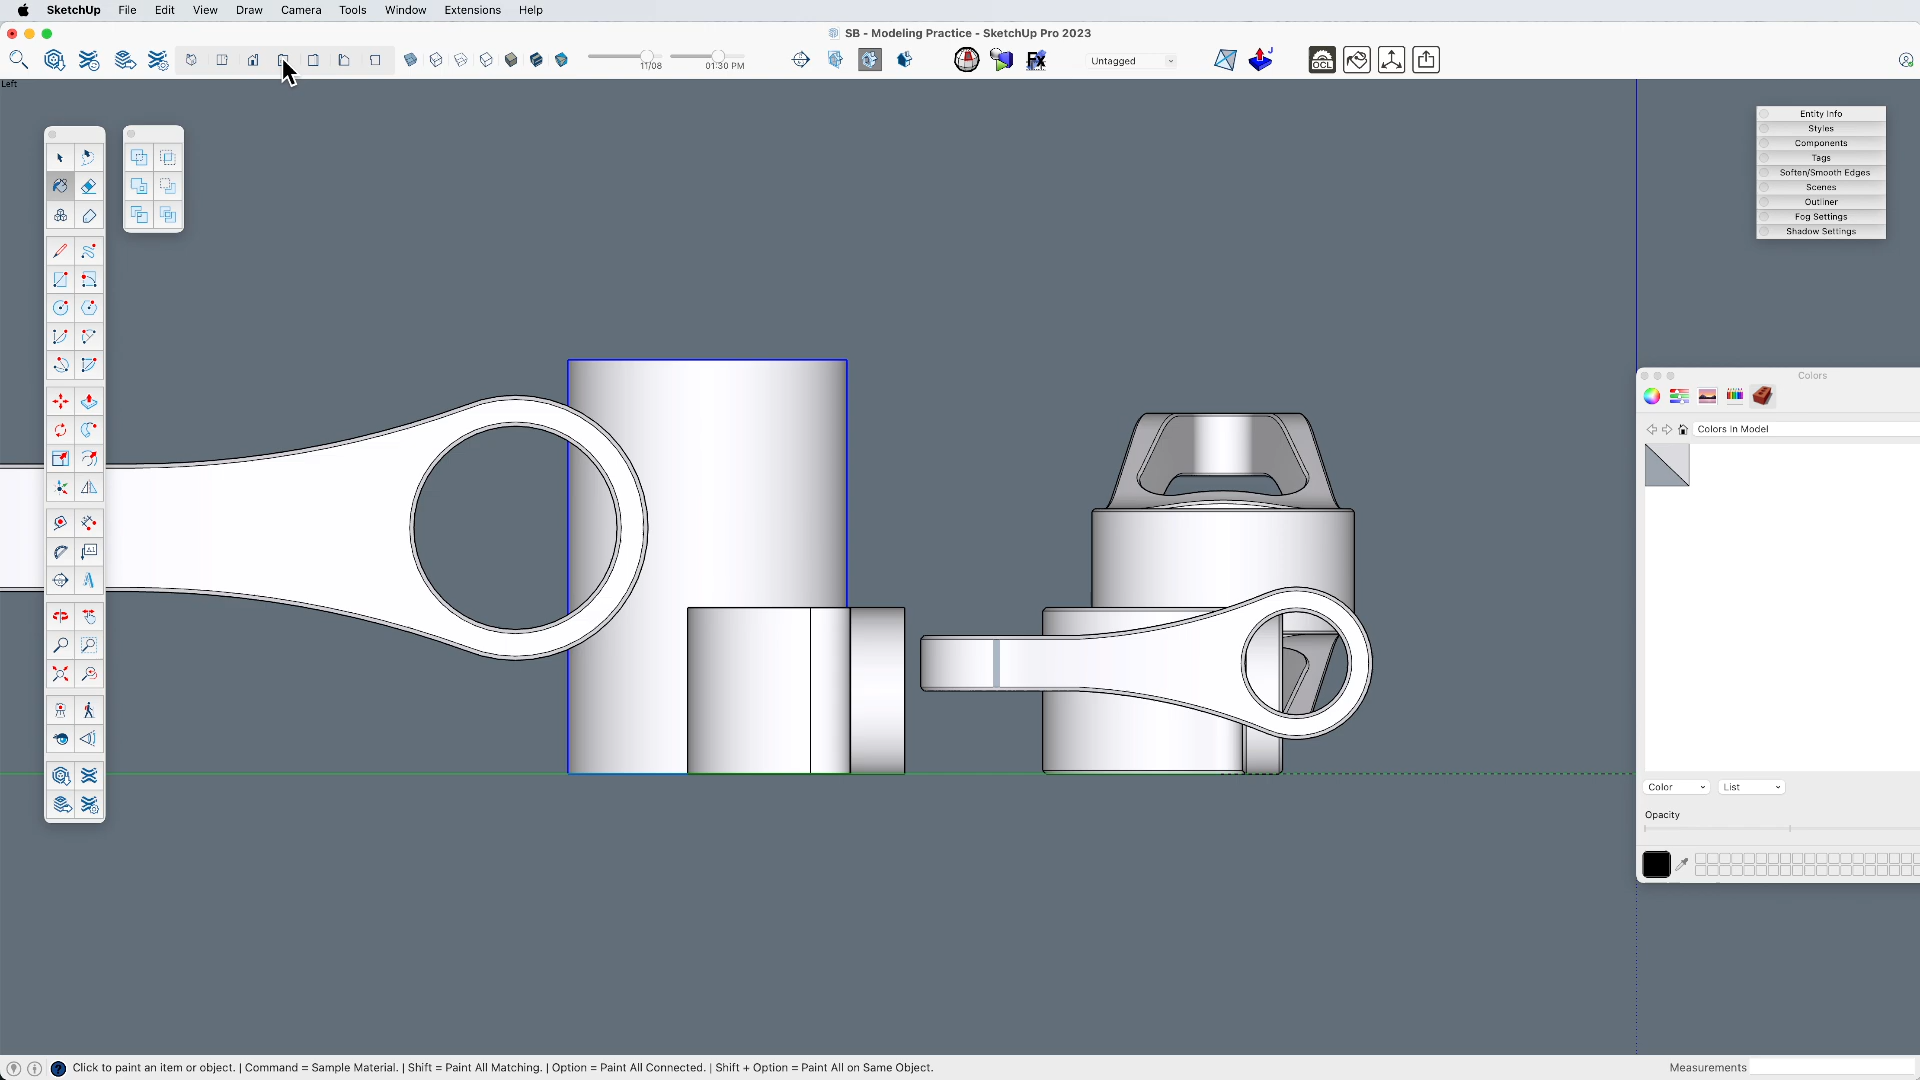 SketchUp File Edit View Draw Camera Tools Window Extensions Help
SB - Modeling Practice - SketchUp Pro 2023
11/08 01:30 PM
Untagged
OCL
FX
Left
Entity Info
Styles
Components
Tags
Soften/Smooth Edges
Scenes
Outliner
Fog Settings
Shadow Settings
Colors
Colors In Model
Color
List
Opacity
Click to paint an item or object. | Command = Sample Material. | Shift = Paint All Matching. | Option = Paint All Connected. | Shift + Option = Paint All on Same Object.
Measurements